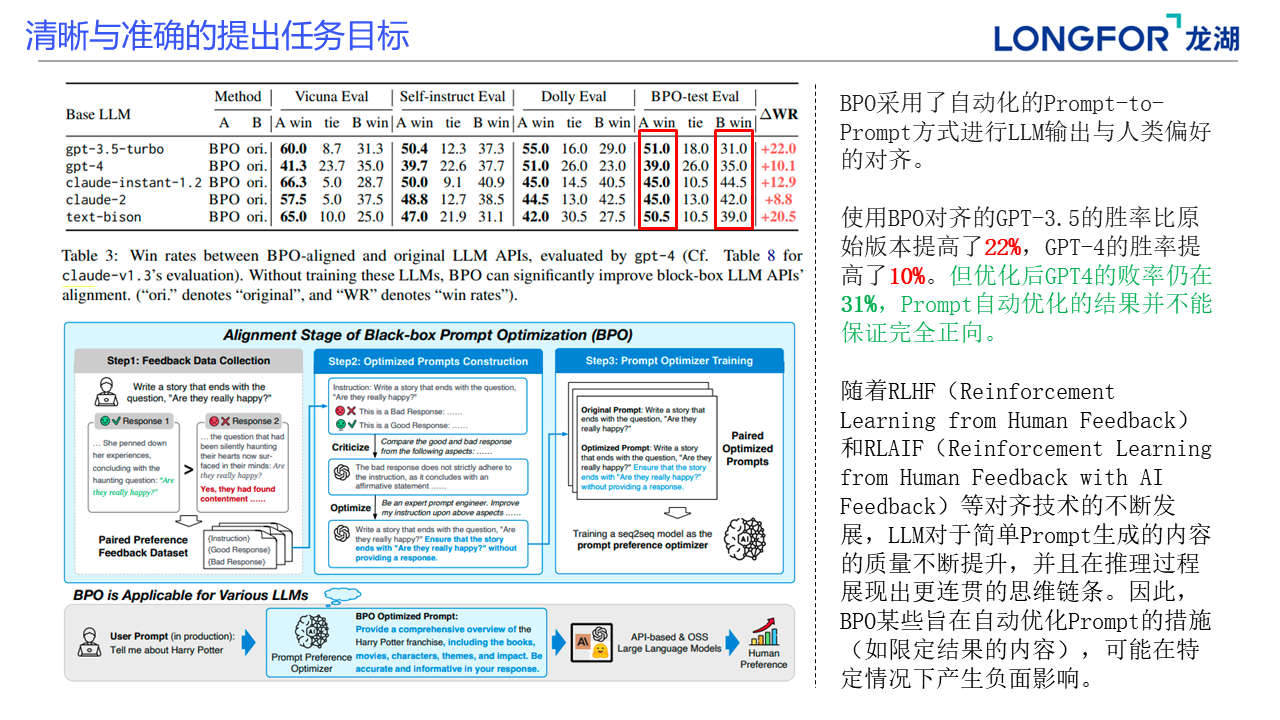 清晰与准确的提出任务目标
LONGFOR 龙湖
Method Vicuna Eval Self-instruct Eval Dolly Eval BPO-test Eval
Base LLM ΔWR
A B A win tie B win A win tie B win A win tie B win A win tie B win
gpt-3.5-turbo BPO ori. 60.0 8.7 31.3 50.4 12.3 37.3 55.0 16.0 29.0 51.0 18.0 31.0 +22.0
gpt-4 BPO ori. 41.3 23.7 35.0 39.7 22.6 37.7 51.0 26.0 23.0 39.0 26.0 35.0 +10.1
claude-instant-1.2 BPO ori. 66.3 5.0 28.7 50.0 9.1 40.9 45.0 14.5 40.5 45.0 10.5 44.5 +12.9
claude-2 BPO ori. 57.5 5.0 37.5 48.8 12.7 38.5 44.5 13.0 42.5 45.0 13.0 42.0 +8.8
text-bison BPO ori. 65.0 10.0 25.0 47.0 21.9 31.1 42.0 30.5 27.5 50.5 10.5 39.0 +20.5
Table 3: Win rates between BPO-aligned and original LLM APIs, evaluated by gpt-4 (Cf. Table 8 for
claude-v1.3's evaluation). Without training these LLMs, BPO can significantly improve block-box LLM APIs'
alignment. ("ori." denotes "original", and "WR" denotes "win rates").
Alignment Stage of Black-box Prompt Optimization (BPO)
Step1: Feedback Data Collection
Write a story that ends with the
question, "Are they really happy?"
Response 1
... She penned down
her experiences,
concluding with the
haunting question: "Are
they really happy?"
>
Response 2
... the question that had
been silently haunting
their hearts now sur-
faced in their minds: Are
they really happy?
Yes, they had found
contentment ......
Paired Preference
Feedback Dataset
{Instruction}
{Good Response}
{Bad Response}
Step2: Optimized Prompts Construction
Instruction: Write a story that ends with the question,
"Are they really happy?"
This is a Bad Response: ......
This is a Good Response: ......
Criticize
Compare the good and bad response
from the following aspects: ......
The bad response does not strictly adhere to
the instruction, as it concludes with an
affirmative statement ......
Optimize
Be an expert prompt engineer. Improve
my instruction upon above aspects ......
Write a story that ends with the question, "Are
they really happy?" Ensure that the story
ends with "Are they really happy?" without
providing a response.
Step3: Prompt Optimizer Training
Original Prompt: Write a story that
ends with the question, "Are they
really happy?"
Optimized Prompt: Write a story
that ends with the question, "Are they
really happy?" Ensure that the story
ends with "Are they really happy?"
without providing a response.
Paired
Optimized
Prompts
Training a seq2seq model as the
prompt preference optimizer
BPO is Applicable for Various LLMs
User Prompt (in production):
Tell me about Harry Potter
Prompt Preference
Optimizer
BPO Optimized Prompt:
Provide a comprehensive overview of the
Harry Potter franchise, including the books,
movies, characters, themes, and impact. Be
accurate and informative in your response.
AI
API-based & OSS
Large Language Models
Human
Preference
BPO采用了自动化的Prompt-to-
Prompt方式进行LLM输出与人类偏好
的对齐。
使用BPO对齐的GPT-3.5的胜率比原
始版本提高了22%，GPT-4的胜率提
高了10%。但优化后GPT4的败率仍在
31%，Prompt自动优化的结果并不能
保证完全正向。
随着RLHF（Reinforcement
Learning from Human Feedback）
和RLAIF（Reinforcement Learning
from Human Feedback with AI
Feedback）等对齐技术的不断发
展，LLM对于简单Prompt生成的内容
的质量不断提升，并且在推理过程
展现出更连贯的思维链条。因此，
BPO某些旨在自动优化Prompt的措施
（如限定结果的内容），可能在特
定情况下产生负面影响。